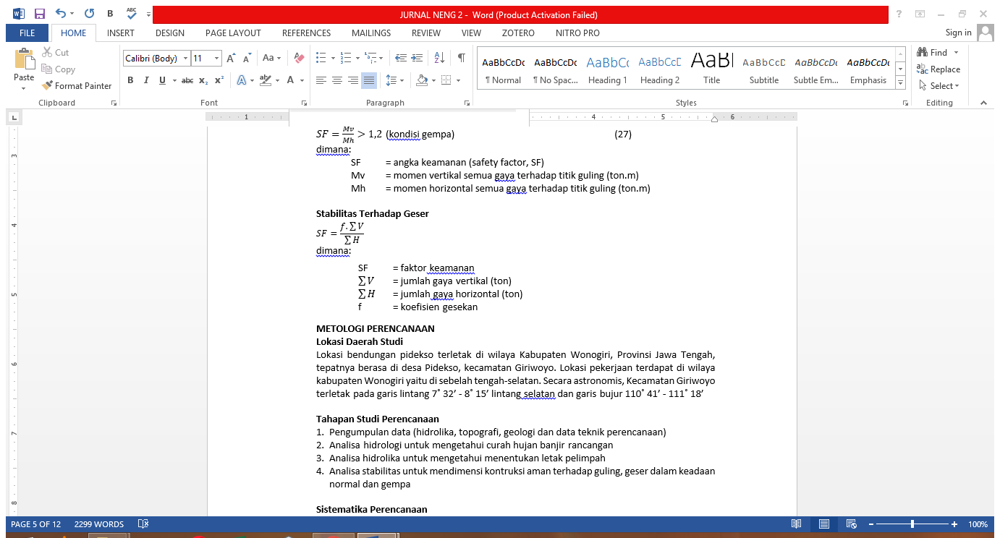 JURNAL NENG 2 - Word (Product Activation Failed)
FILE HOME INSERT DESIGN PAGE LAYOUT REFERENCES MAILINGS REVIEW VIEW ZOTERO NITRO PRO Sign in
Paste Cut Copy Format Painter
Calibri (Body) 11
AaBbCcDc AaBbCcDc AaBbCc AaBbCcD AaBl AaBbCcD AaBbCcDc AaBbCcDc
¶ Normal ¶ No Spac... Heading 1 Heading 2 Title Subtitle Subtle Em... Emphasis
Find Replace Select
Clipboard Font Paragraph Styles Editing
1 4 5 6
SF = Mv/Mh > 1,2 (kondisi gempa) (27)
dimana:
SF = angka keamanan (safety factor, SF)
Mv = momen vertikal semua gaya terhadap titik guling (ton.m)
Mh = momen horizontal semua gaya terhadap titik guling (ton.m)
Stabilitas Terhadap Geser
SF = f.∑V/∑H
dimana:
SF = faktor keamanan
∑V = jumlah gaya vertikal (ton)
∑H = jumlah gaya horizontal (ton)
f = koefisien gesekan
METOLOGI PERENCANAAN
Lokasi Daerah Studi
Lokasi bendungan pidekso terletak di wilaya Kabupaten Wonogiri, Provinsi Jawa Tengah,
tepatnya berasa di desa Pidekso, kecamatan Giriwoyo. Lokasi pekerjaan terdapat di wilaya
kabupaten Wonogiri yaitu di sebelah tengah-selatan. Secara astronomis, Kecamatan Giriwoyo
terletak pada garis lintang 7˚ 32’ - 8˚ 15’ lintang selatan dan garis bujur 110˚ 41’ - 111˚ 18’
Tahapan Studi Perencanaan
1. Pengumpulan data (hidrolika, topografi, geologi dan data teknik perencanaan)
2. Analisa hidrologi untuk mengetahui curah hujan banjir rancangan
3. Analisa hidrolika untuk mengetahui menentukan letak pelimpah
4. Analisa stabilitas untuk mendimensi kontruksi aman terhadap guling, geser dalam keadaan
normal dan gempa
Sistematika Perencanaan
3
4
5
6
7
8
PAGE 5 OF 12 2299 WORDS 100%